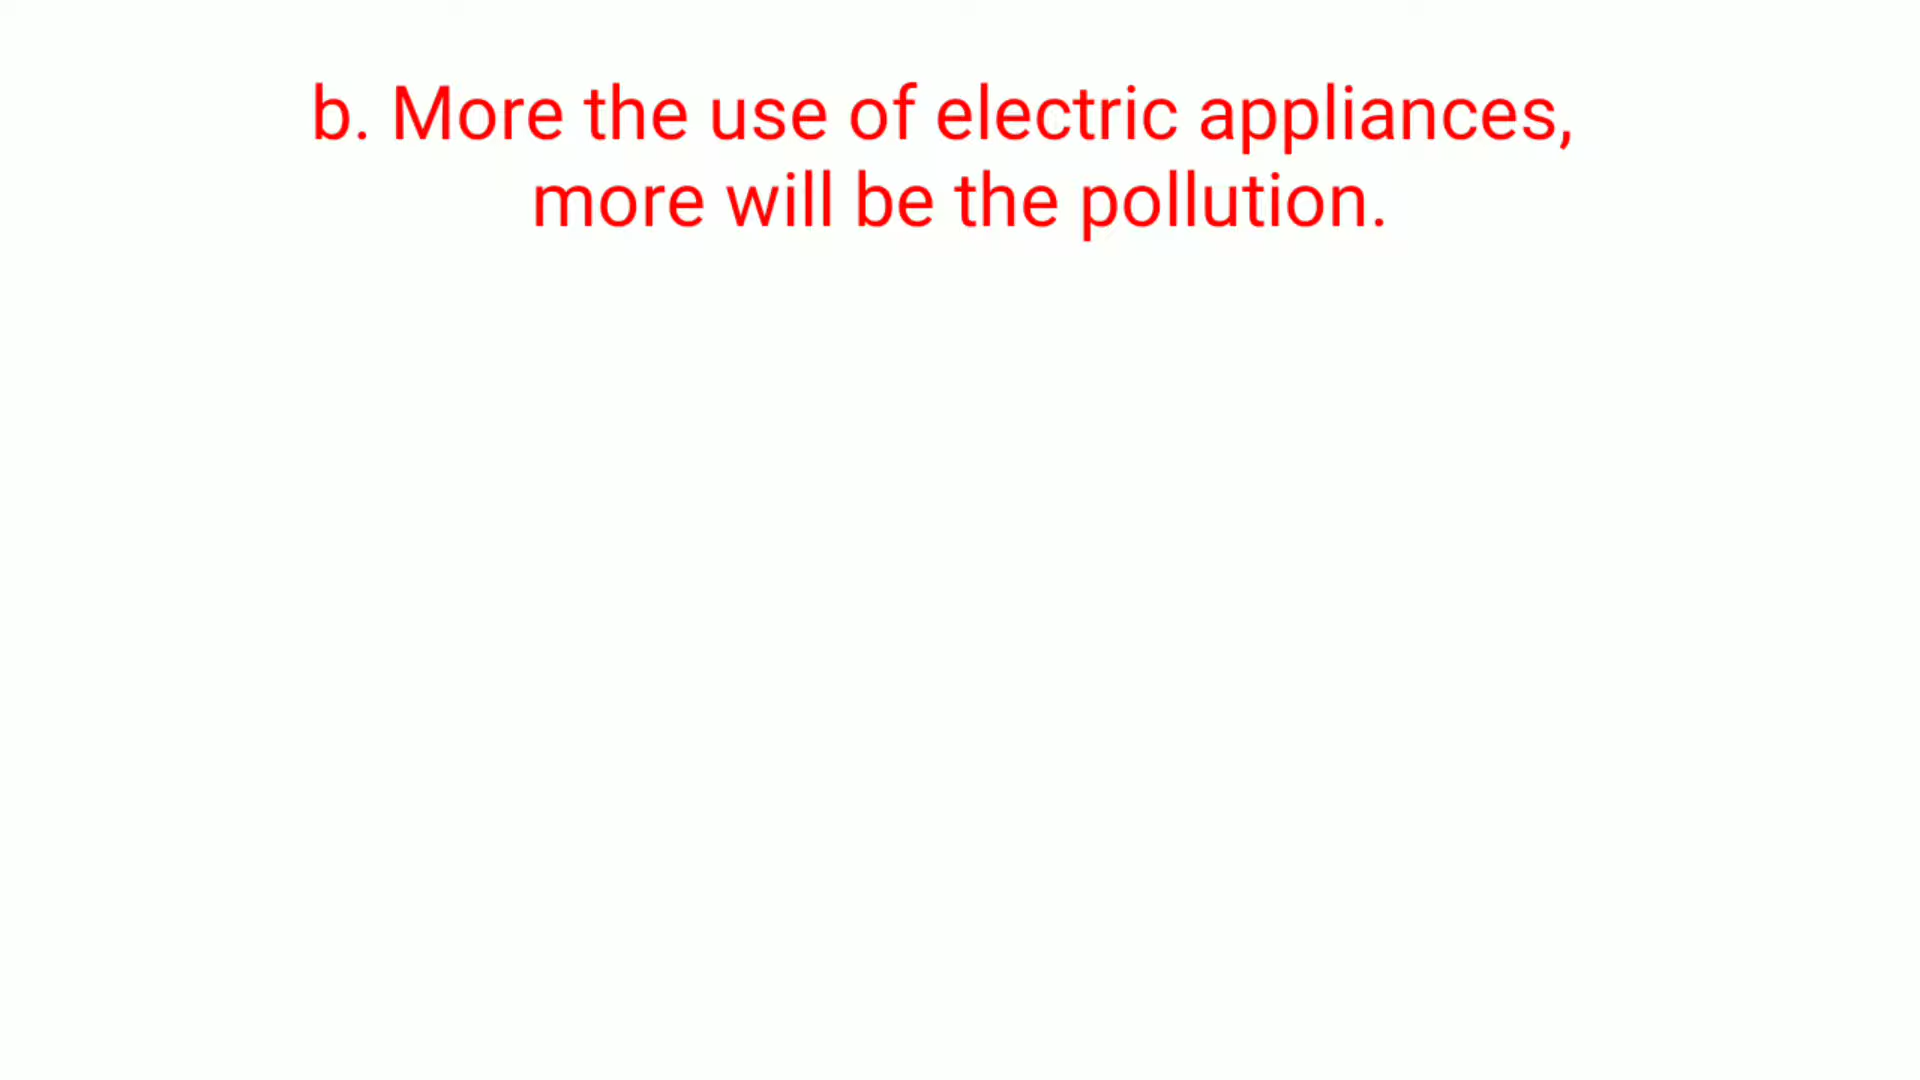 b. More the use of electric appliances,
more will be the pollution.